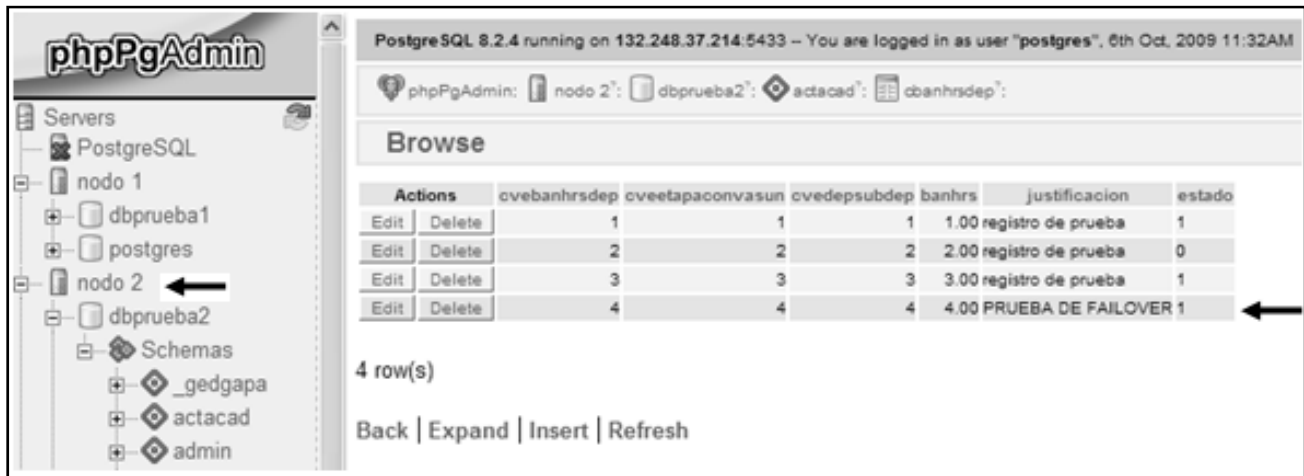 phpPgAdmin
Servers
PostgreSQL
nodo 1
dbprueba1
postgres
nodo 2
dbprueba2
Schemas
_gedgapa
actacad
admin
PostgreSQL 8.2.4 running on 132.248.37.214:5433 -- You are logged in as user "postgres", 6th Oct, 2009 11:32AM
phpPgAdmin: nodo 2: dbprueba2: actacad: cbanhrsdep:
Browse
Actions cvebanhrsdep cveetapaconvasun cvedepsubdep banhrs justificacion estado
Edit Delete 1 1 1 1.00 registro de prueba 1
Edit Delete 2 2 2 2.00 registro de prueba 0
Edit Delete 3 3 3 3.00 registro de prueba 1
Edit Delete 4 4 4 4.00 PRUEBA DE FAILOVER 1
4 row(s)
Back | Expand | Insert | Refresh